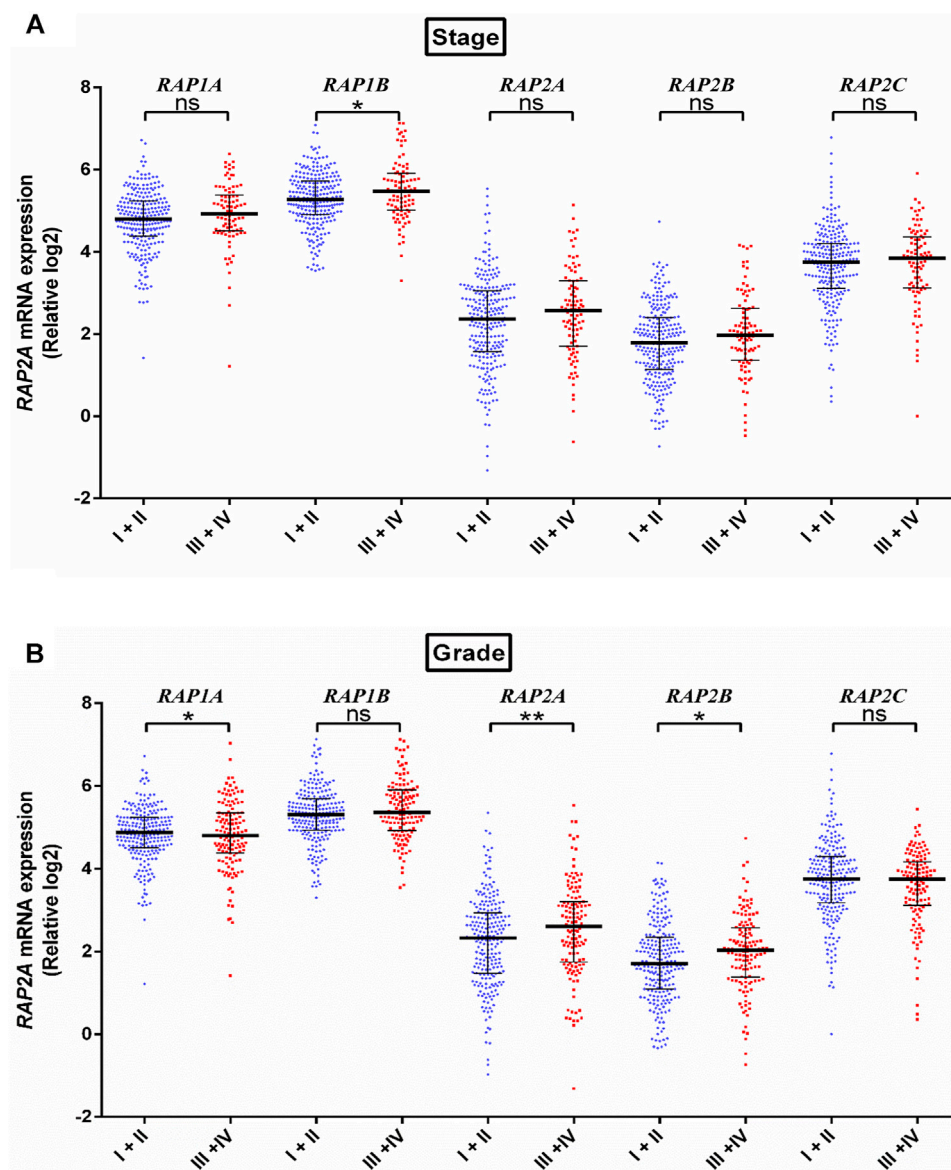 A
Stage
RAP1A RAP1B RAP2A RAP2B RAP2C
ns * ns ns ns
8
6
4
2
0
-2
RAP2A mRNA expression
(Relative log2)
I + II III + IV I + II III + IV I + II III + IV I + II III + IV I + II III + IV
B
Grade
RAP1A RAP1B RAP2A RAP2B RAP2C
* ns ** * ns
8
6
4
2
0
-2
RAP2A mRNA expression
(Relative log2)
I + II III +IV I + II III +IV I + II III +IV I + II III +IV I + II III +IV